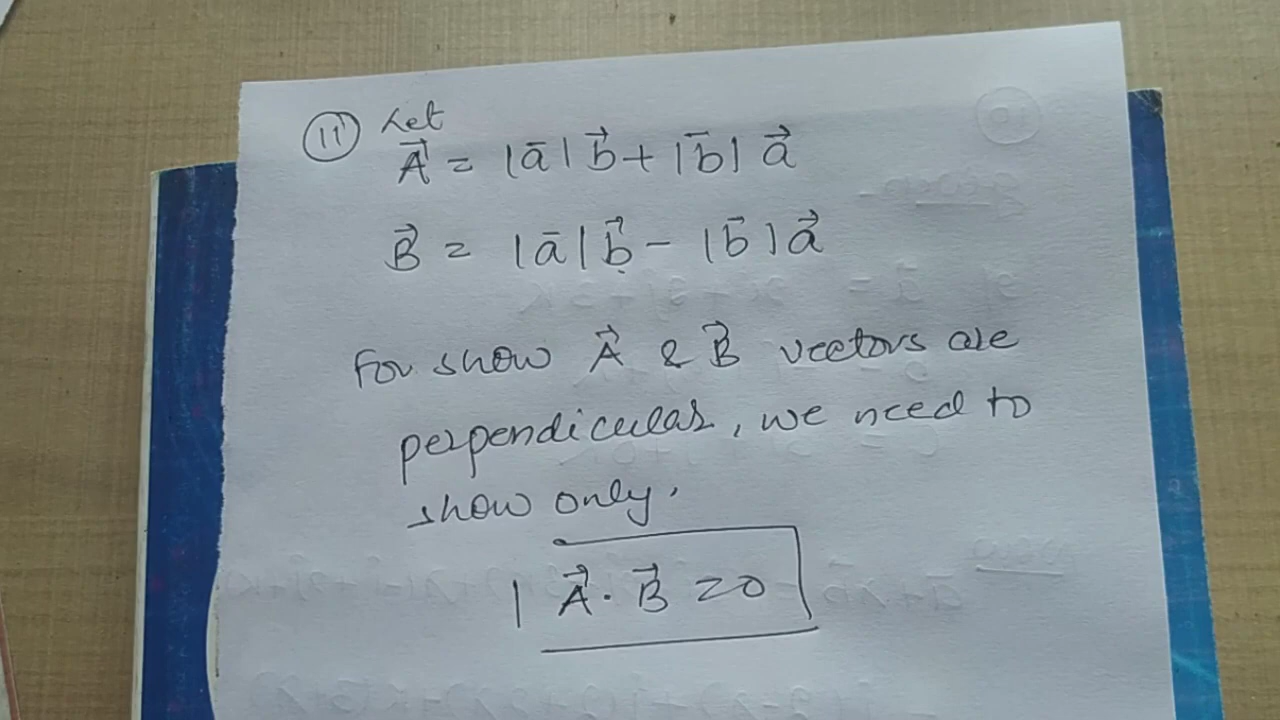 11 Let
A⃗ = |ā| b⃗ + |b̄| a⃗
B⃗ = |ā| b⃗ - |b̄| a⃗
For show A⃗ & B⃗ vectors are
perpendicular, we need to
show only.
A⃗ · B⃗ = 0